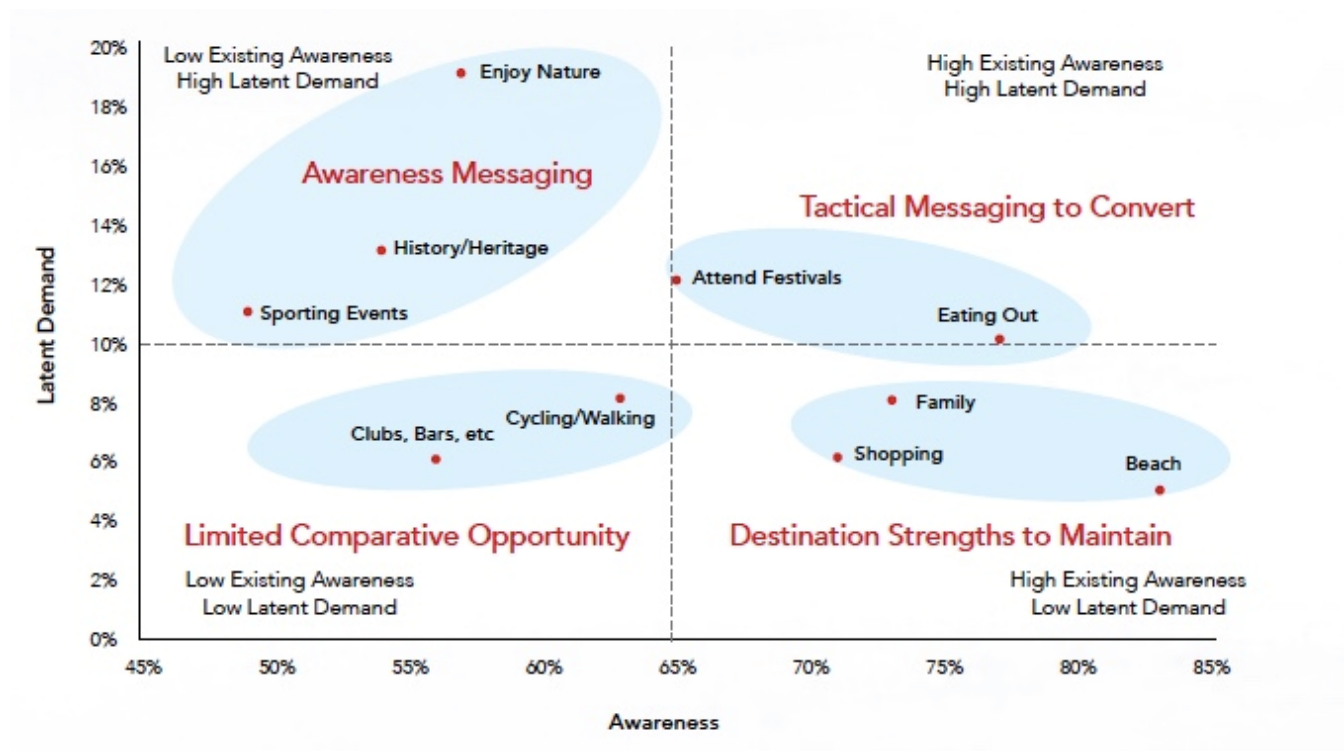 20%
Low Existing Awareness
High Latent Demand
Enjoy Nature
High Existing Awareness
High Latent Demand
18%
16%
Awareness Messaging
Tactical Messaging to Convert
14%
History/Heritage
12%
Attend Festivals
Sporting Events
Eating Out
10%
Latent Demand
8%
Family
Cycling/Walking
Clubs, Bars, etc
Shopping
6%
Beach
4%
Limited Comparative Opportunity
Destination Strengths to Maintain
2%
Low Existing Awareness
Low Latent Demand
High Existing Awareness
Low Latent Demand
0%
45%
50%
55%
60%
65%
70%
75%
80%
85%
Awareness